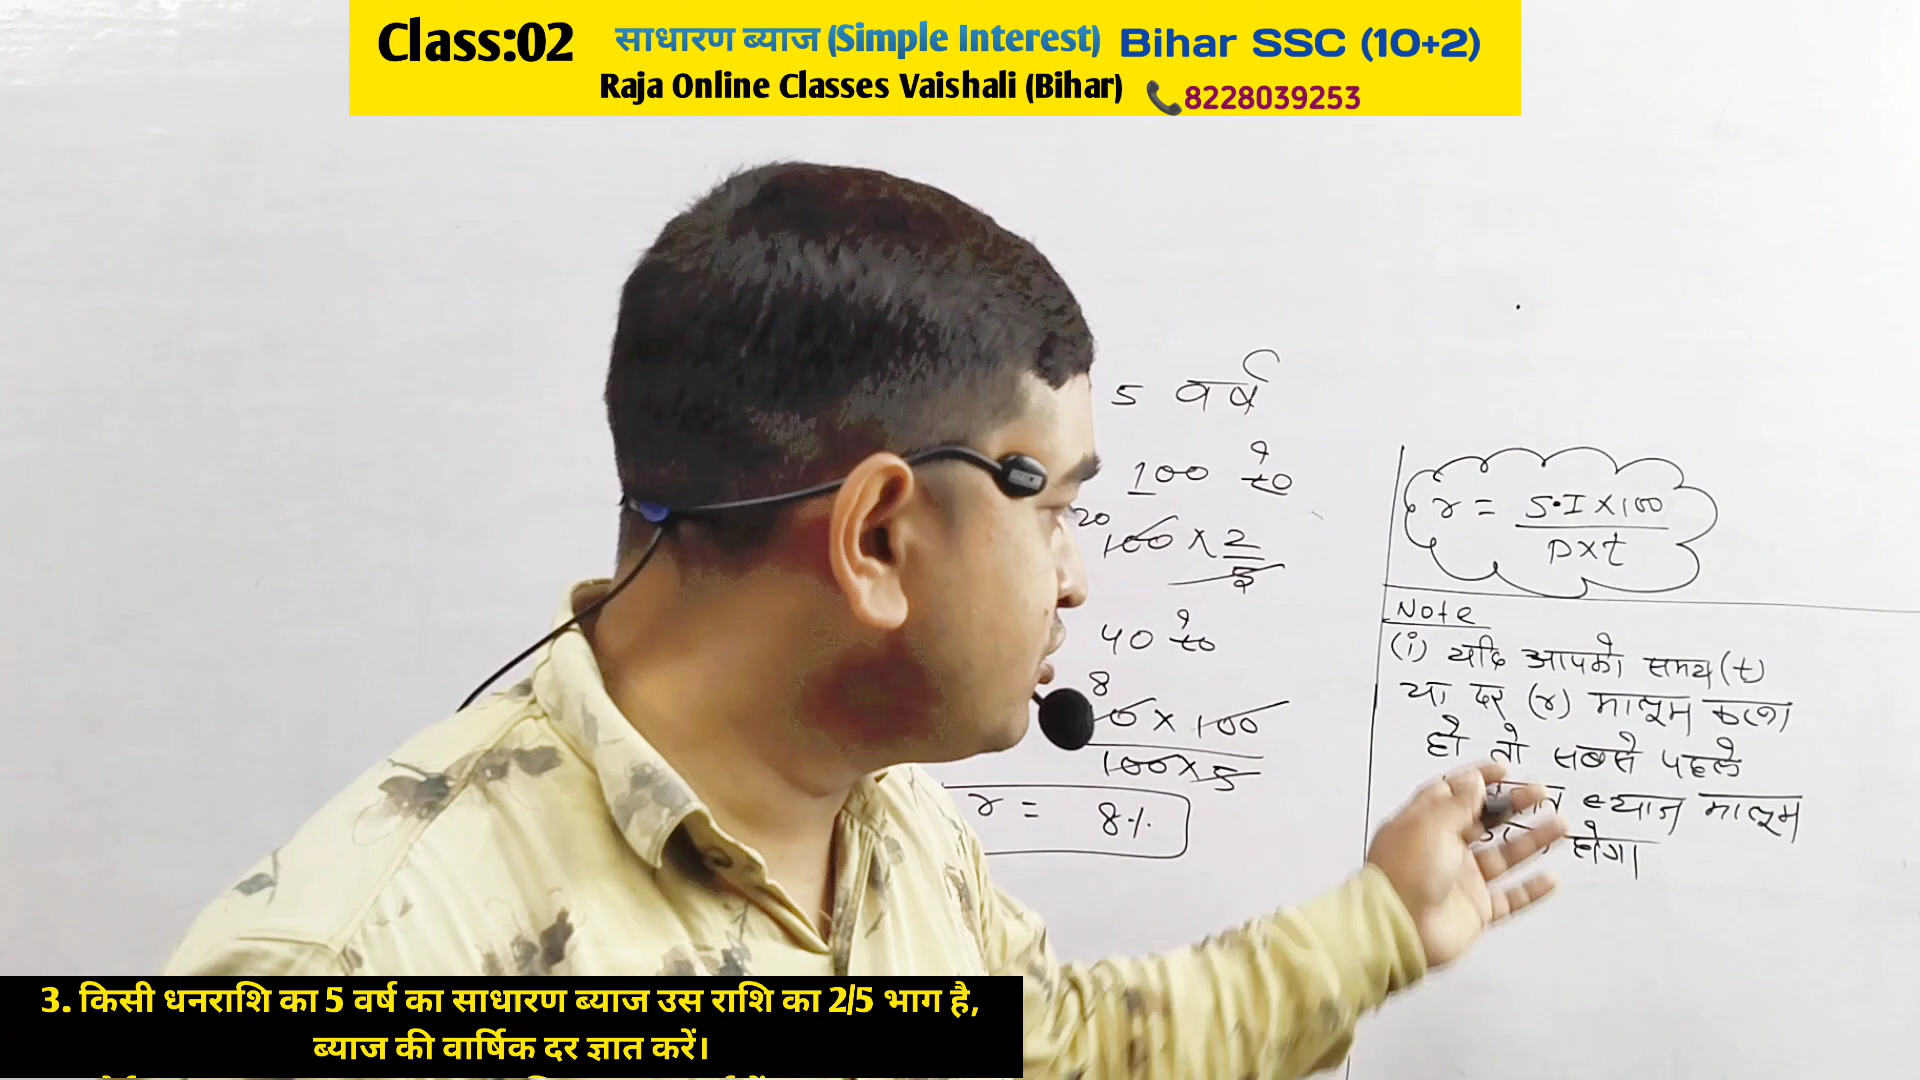 Class:02 साधारण ब्याज (Simple Interest) Bihar SSC (10+2)
Raja Online Classes Vaishali (Bihar) 📞8228039253
5 वर्ष
100 रु०
20
100 × 2/5
40 रु०
8
× 100
100 × 5
r = 8%
r = S.I × 100
P × t
Note
(i) यदि आपको समय (t)
या दर (r) मालूम करना
हो तो सबसे पहले
ब्याज मालूम
होगा
3. किसी धनराशि का 5 वर्ष का साधारण ब्याज उस राशि का 2/5 भाग है,
ब्याज की वार्षिक दर ज्ञात करें।